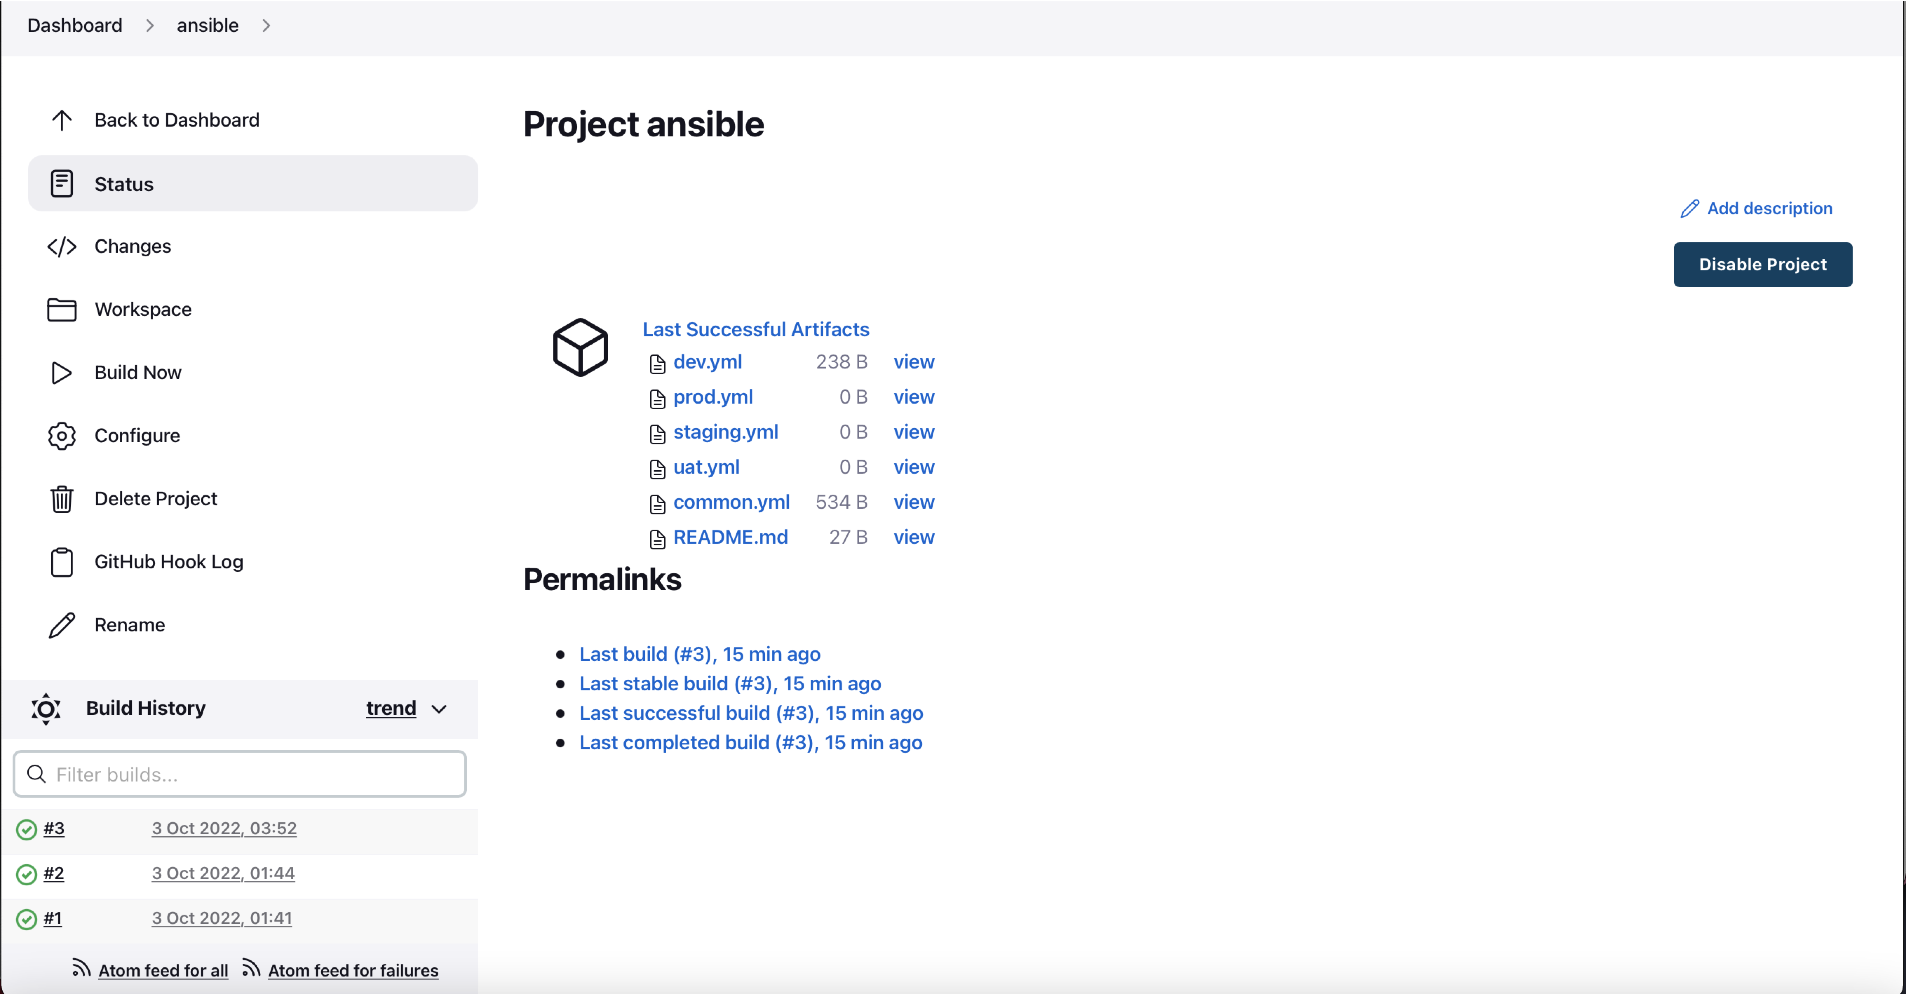 Dashboard
ansible
Back to Dashboard
Status
Changes
Workspace
Build Now
Configure
Delete Project
GitHub Hook Log
Rename
Build History trend
Filter builds...
#3 3 Oct 2022, 03:52
#2 3 Oct 2022, 01:44
#1 3 Oct 2022, 01:41
Atom feed for all Atom feed for failures
Project ansible
Add description
Disable Project
Last Successful Artifacts
dev.yml 238 B view
prod.yml 0 B view
staging.yml 0 B view
uat.yml 0 B view
common.yml 534 B view
README.md 27 B view
Permalinks
Last build (#3), 15 min ago
Last stable build (#3), 15 min ago
Last successful build (#3), 15 min ago
Last completed build (#3), 15 min ago